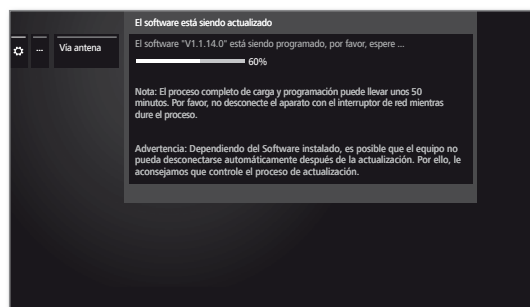 El software está siendo actualizado
... Vía antena
El software "V1.1.14.0" está siendo programado, por favor, espere ...
60%
Nota: El proceso completo de carga y programación puede llevar unos 50
minutos. Por favor, no desconecte el aparato con el interruptor de red mientras
dure el proceso.
Advertencia: Dependiendo del Software instalado, es posible que el equipo no
pueda desconectarse automáticamente después de la actualización. Por ello, le
aconsejamos que controle el proceso de actualización.